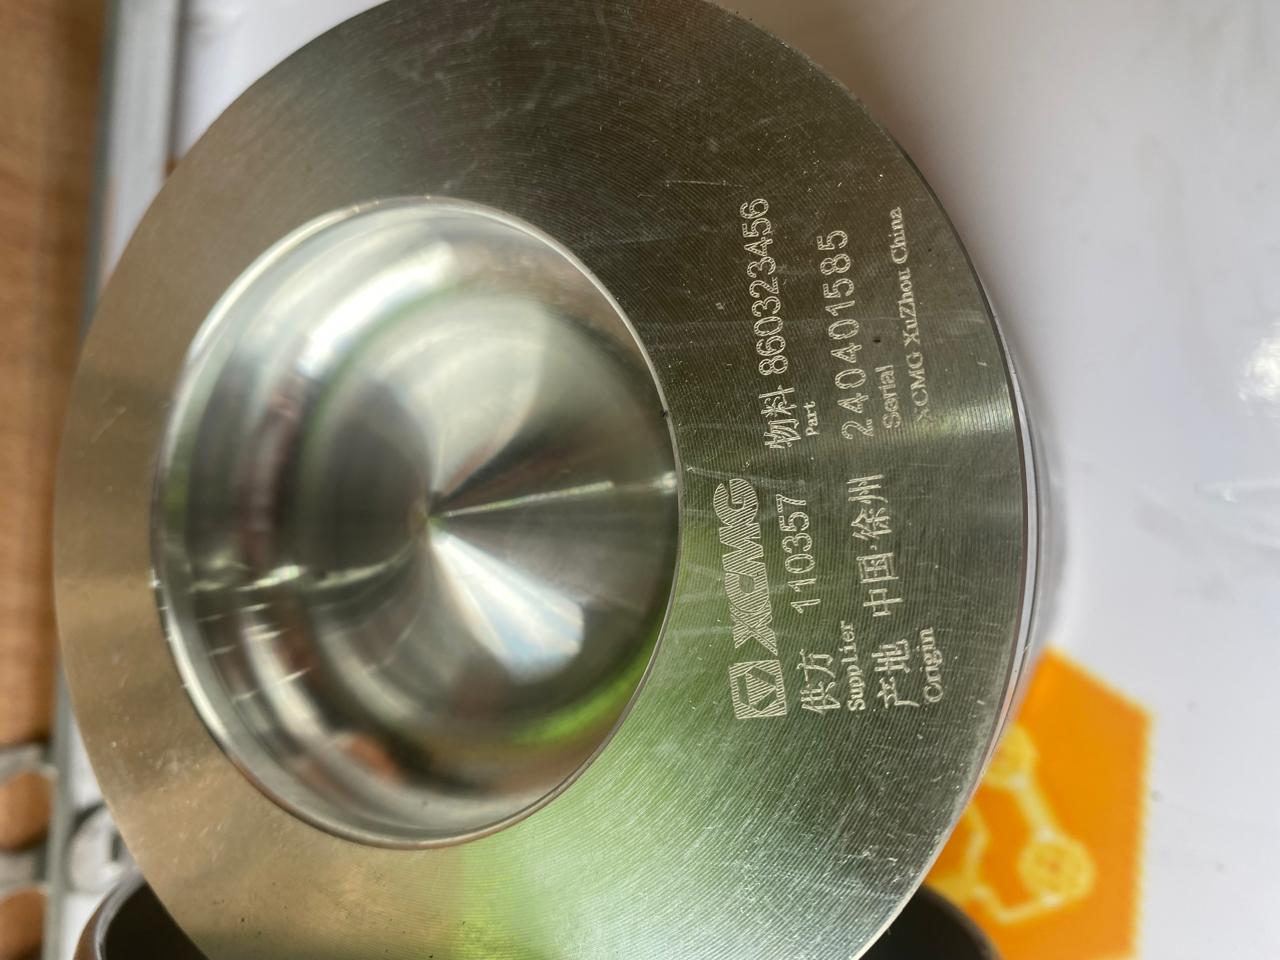 XCMG
物料 860323456
Part
供方 110357
Supplier
240401585
Serial
产地 中国·徐州
Origin
XCMG XuZhou China